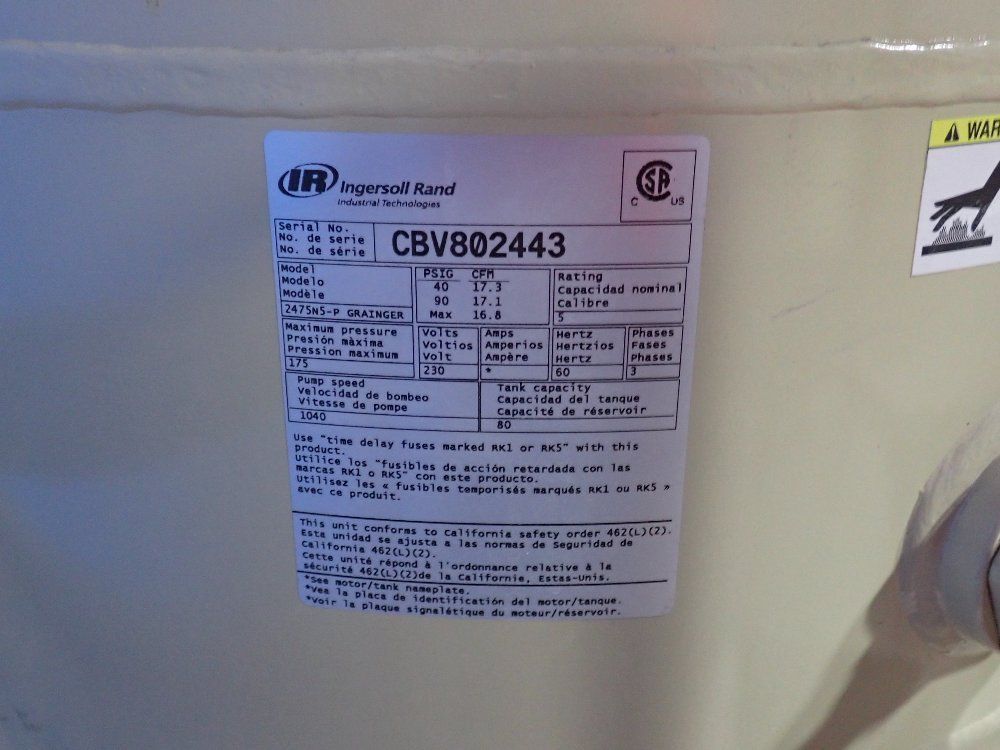 IR Ingersoll Rand
Industrial Technologies
CSA
C US
Serial No.
No. de serie
No. de série
CBV802443
Model
Modelo
Modèle
2475N5-P GRAINGER
PSIG CFM
40 17.3
90 17.1
Max 16.8
Rating
Capacidad nominal
Calibre
5
Maximum pressure
Presión màxima
Pression maximum
175
Volts
Voltios
Volt
230
Amps
Amperios
Ampère
*
Hertz
Hertzios
Hertz
60
Phases
Fases
Phases
3
Pump speed
Velocidad de bombeo
Vitesse de pompe
1040
Tank capacity
Capacidad del tanque
Capacité de réservoir
80
Use "time delay fuses marked RK1 or RK5" with this
product.
Utilice los "fusibles de acción retardada con las
marcas RK1 o RK5" con este producto.
Utilisez les « fusibles temporisés marqués RK1 ou RK5 »
avec ce produit.
This unit conforms to California safety order 462(L)(2).
Esta unidad se ajusta a las normas de Seguridad de
California 462(L)(2).
Cette unité répond à l'ordonnance relative à la
sécurité 462(L)(2)de la Californie, Estas-Unis.
*See motor/tank nameplate.
*Vea la placa de identificatión del motor/tanque.
*Voir la plaque signalétique du moteur/réservoir.
WAR